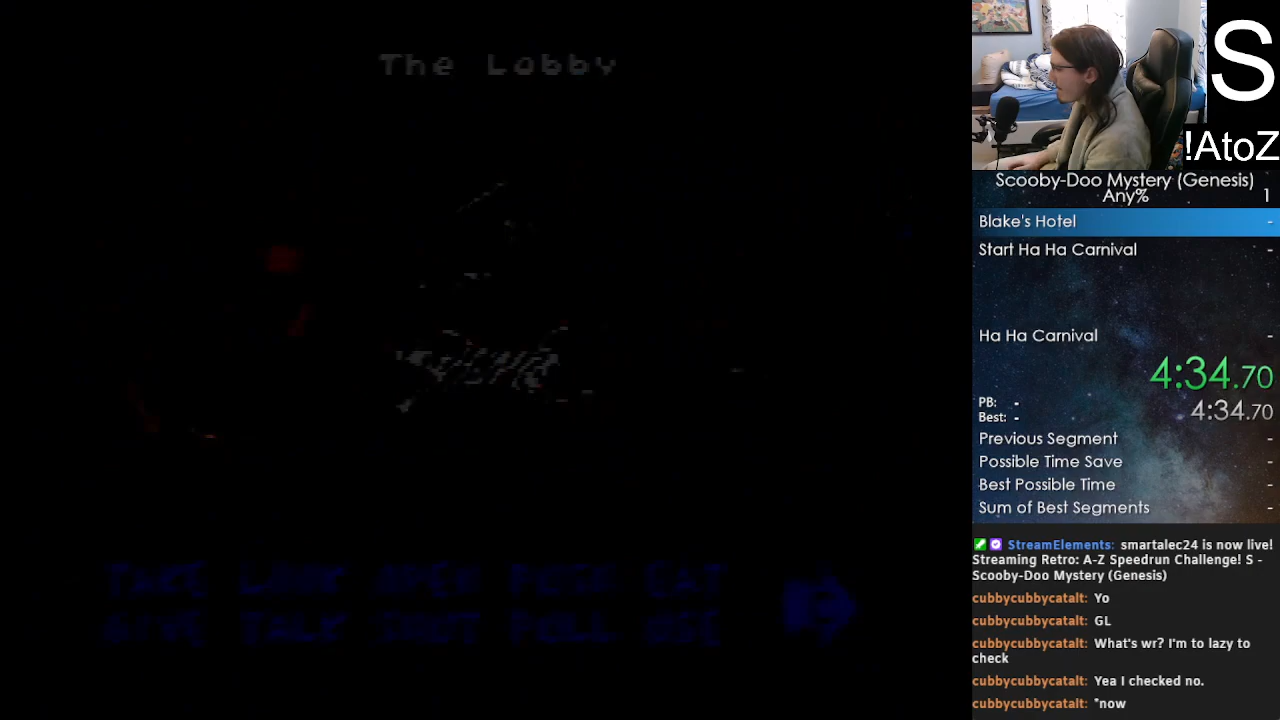 The Lobby
TAKE LOOK OPEN PUSH EAT
GIVE TALK SHUT PULL USE
S
!AtoZ
Scooby-Doo Mystery (Genesis)
Any% 1
Blake's Hotel -
Start Ha Ha Carnival -
Ha Ha Carnival -
4:34.70
PB: - 4:34.70
Best: -
Previous Segment -
Possible Time Save -
Best Possible Time -
Sum of Best Segments -
StreamElements: smartalec24 is now live!
Streaming Retro: A-Z Speedrun Challenge! S -
Scooby-Doo Mystery (Genesis)
cubbycubbycatalt: Yo
cubbycubbycatalt: GL
cubbycubbycatalt: What's wr? I'm to lazy to
check
cubbycubbycatalt: Yea I checked no.
cubbycubbycatalt: *now